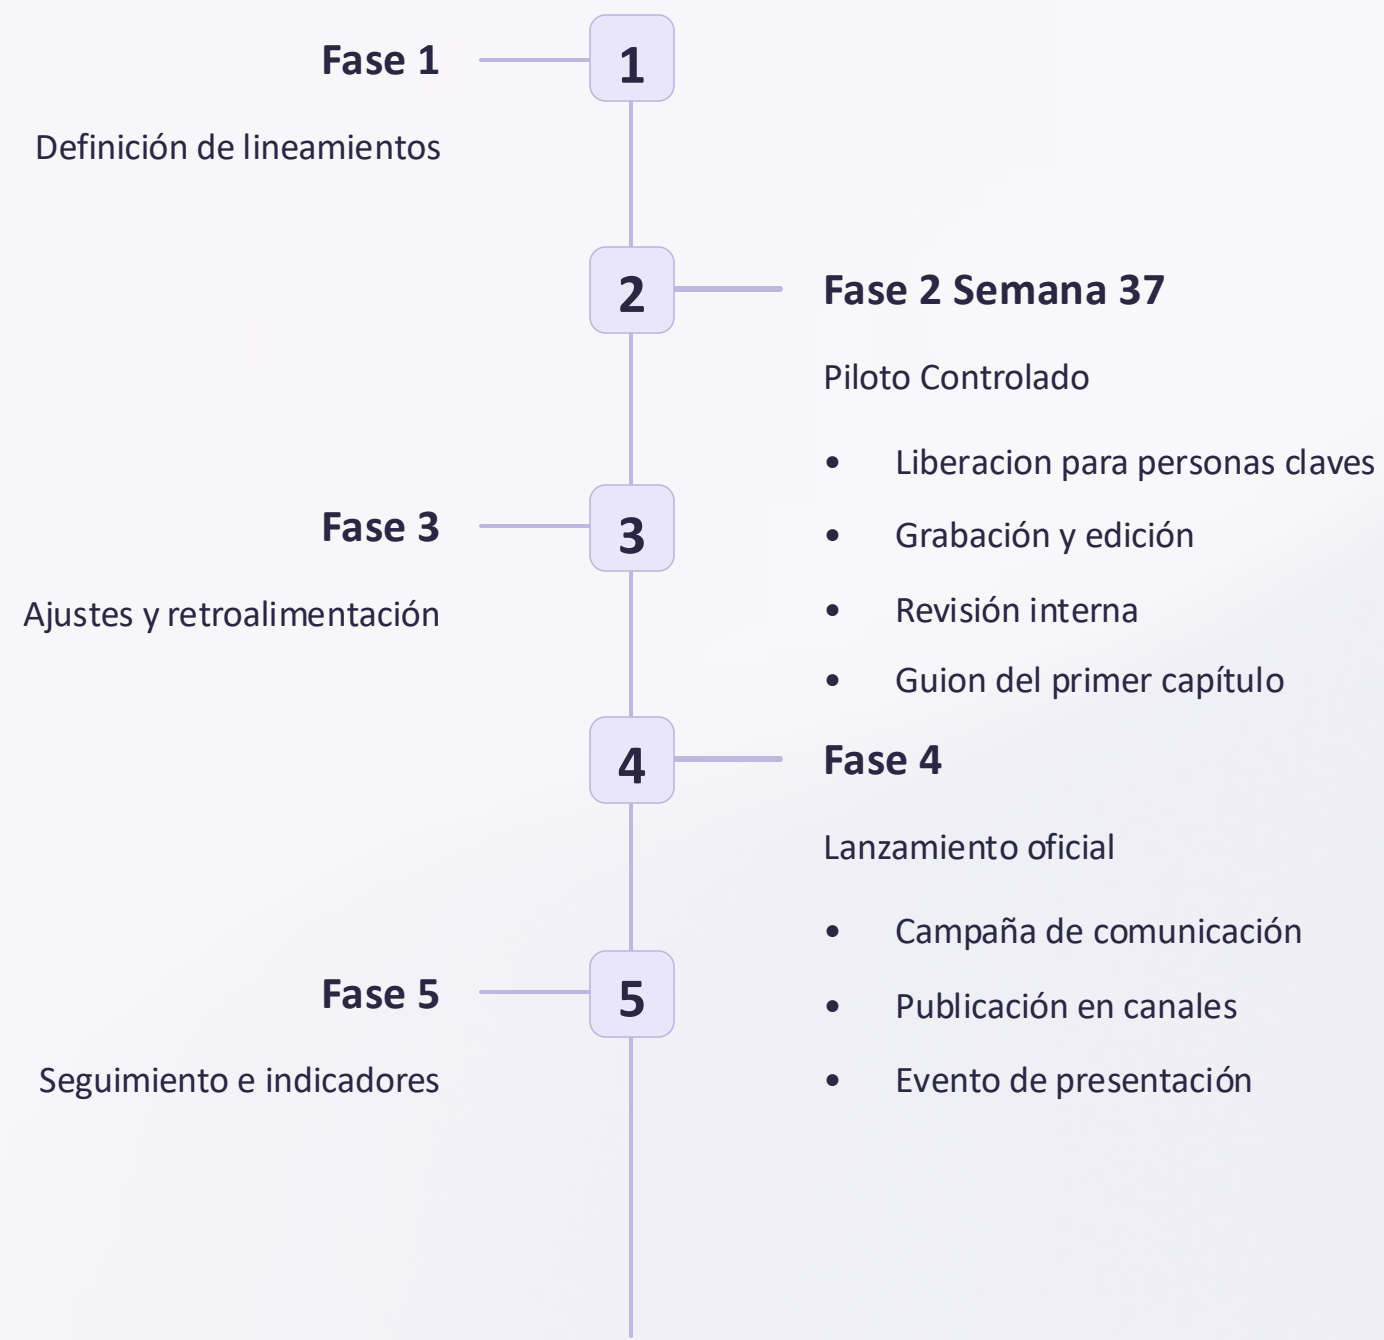 Fase 1
1
Definición de lineamientos
2
Fase 2 Semana 37
Piloto Controlado
• Liberacion para personas claves
• Grabación y edición
• Revisión interna
• Guion del primer capítulo
Fase 3
3
Ajustes y retroalimentación
4
Fase 4
Lanzamiento oficial
• Campaña de comunicación
• Publicación en canales
• Evento de presentación
Fase 5
5
Seguimiento e indicadores